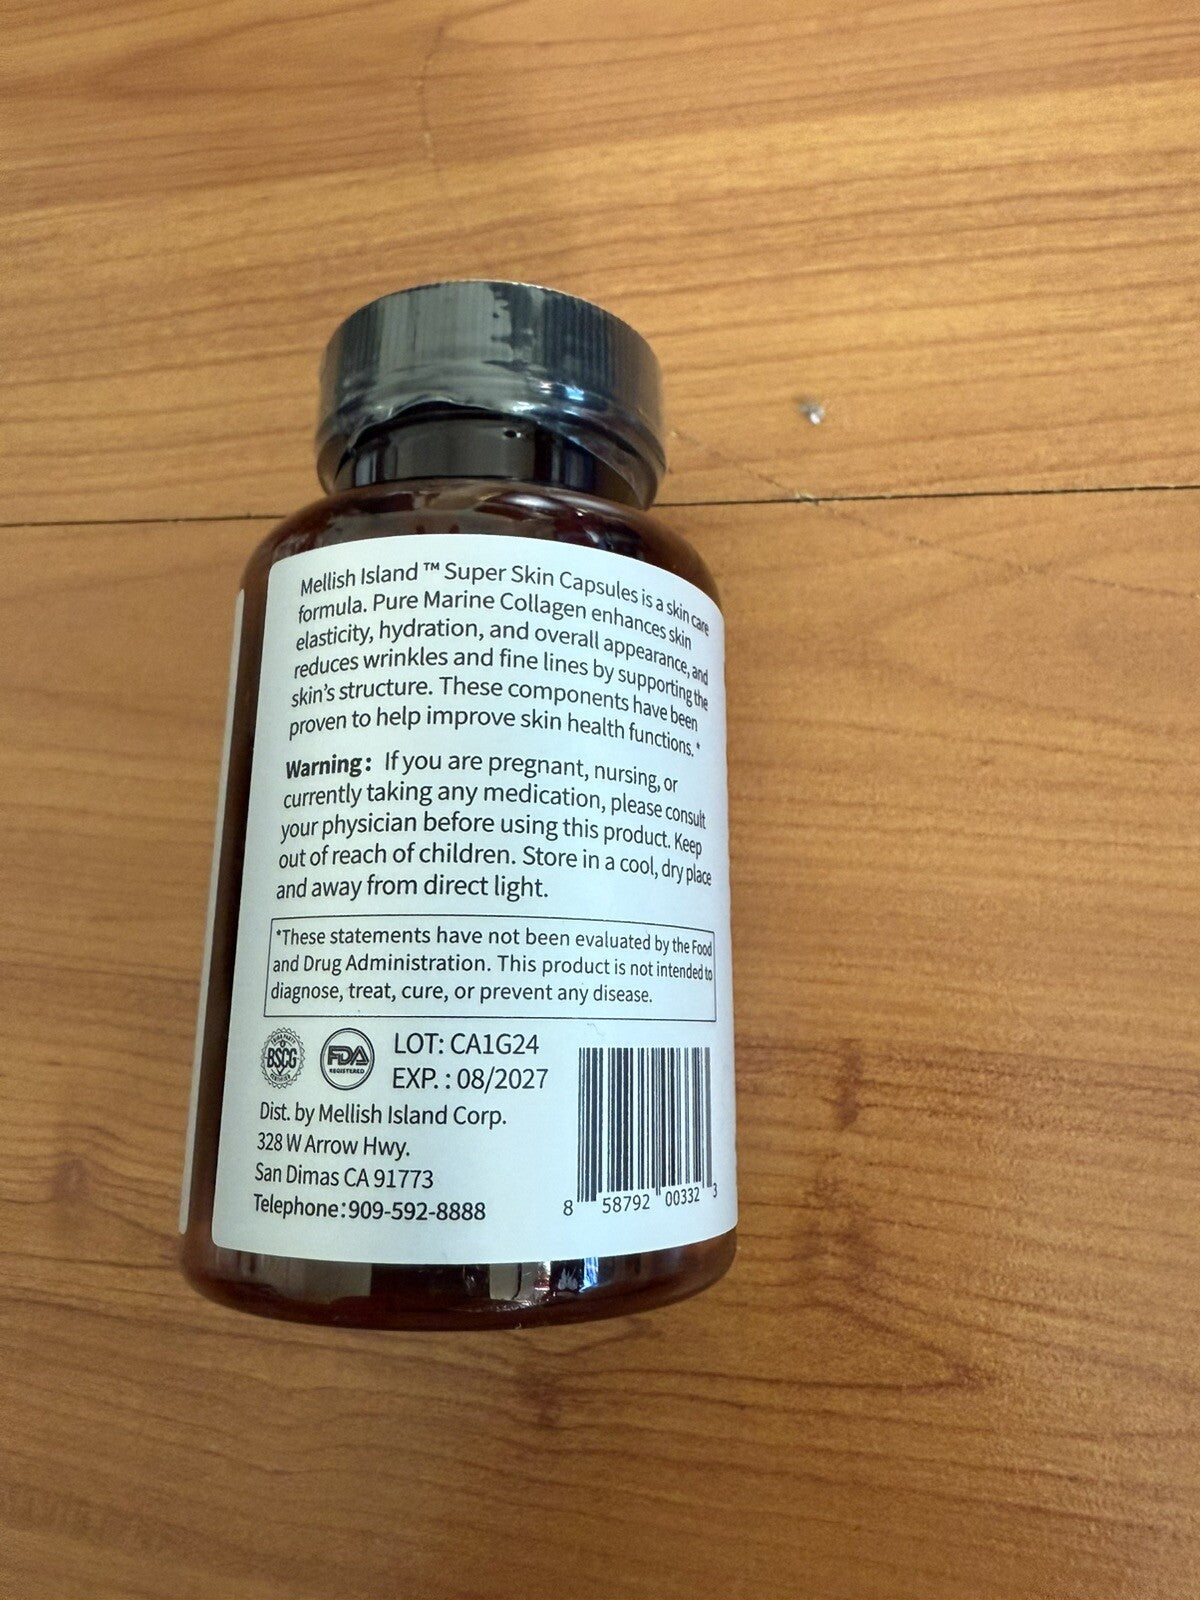 Mellish Island ™ Super Skin Capsules is a skin care
formula. Pure Marine Collagen enhances skin
elasticity, hydration, and overall appearance, and
reduces wrinkles and fine lines by supporting the
skin's structure. These components have been
proven to help improve skin health functions.*
Warning: If you are pregnant, nursing, or
currently taking any medication, please consult
your physician before using this product. Keep
out of reach of children. Store in a cool, dry place
and away from direct light.
*These statements have not been evaluated by the Food
and Drug Administration. This product is not intended to
diagnose, treat, cure, or prevent any disease.
THIRD PARTY
BSCG
CERTIFIED
FDA
REGISTERED
LOT: CA1G24
EXP. : 08/2027
Dist. by Mellish Island Corp.
328 W Arrow Hwy.
San Dimas CA 91773
Telephone:909-592-8888
8 58792 00332 3